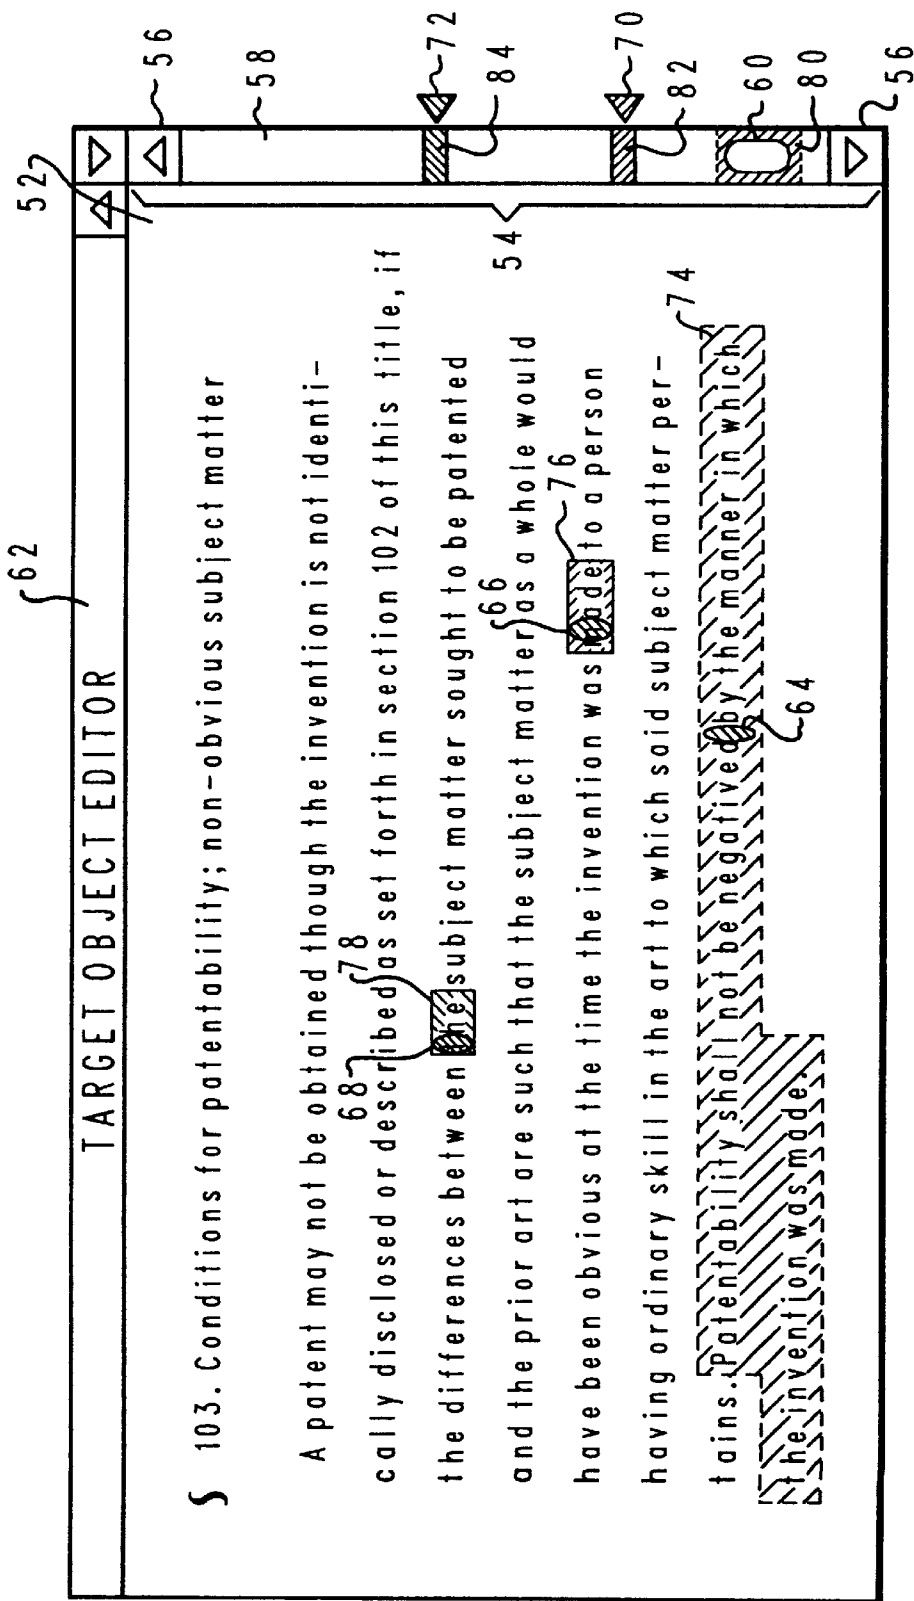 62
52
TARGET OBJECT EDITOR
56
§ 103. Conditions for patentability; non-obvious subject matter
58
A patent may not be obtained though the invention is not identi-
68 78
cally disclosed or described as set forth in section 102 of this title, if
72
the differences between the subject matter sought to be patented
84
54
66 76
and the prior art are such that the subject matter as a whole would
have been obvious at the time the invention was made to a person
70
82
having ordinary skill in the art to which said subject matter per-
74
tains. Patentability shall not be negatived by the manner in which
60
64
80
the invention was made.
56